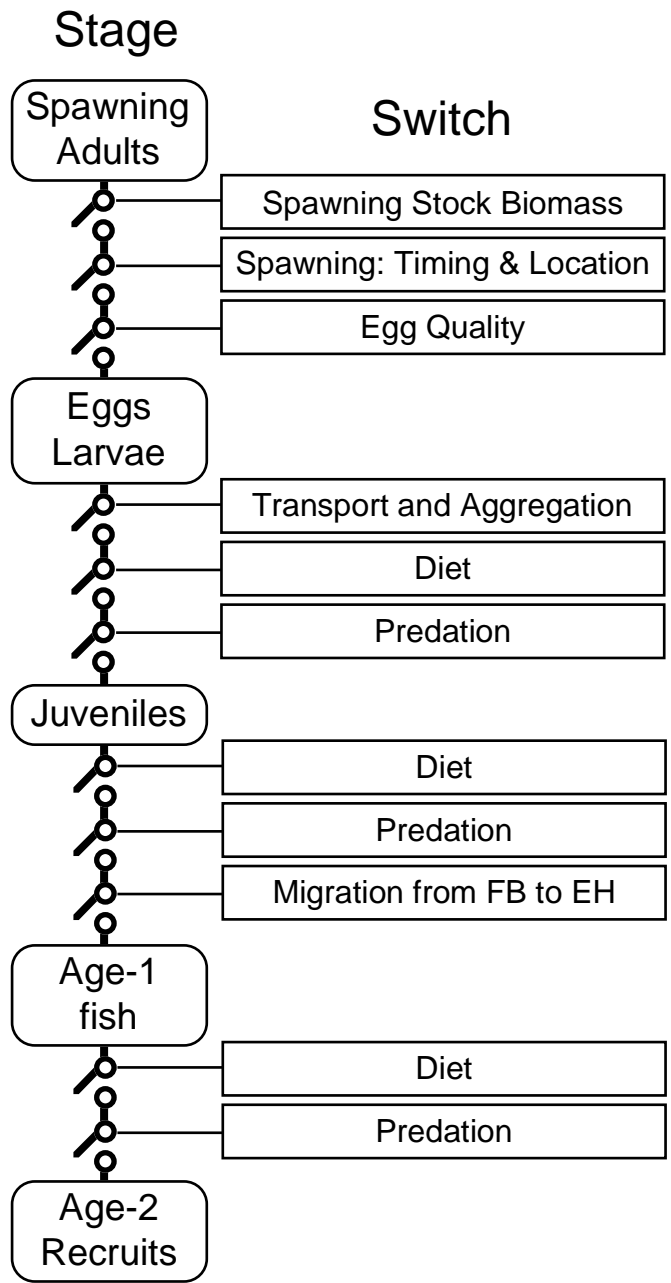 Stage
Switch
Spawning
Adults
Spawning Stock Biomass
Spawning: Timing & Location
Egg Quality
Eggs
Larvae
Transport and Aggregation
Diet
Predation
Juveniles
Diet
Predation
Migration from FB to EH
Age-1
fish
Diet
Predation
Age-2
Recruits